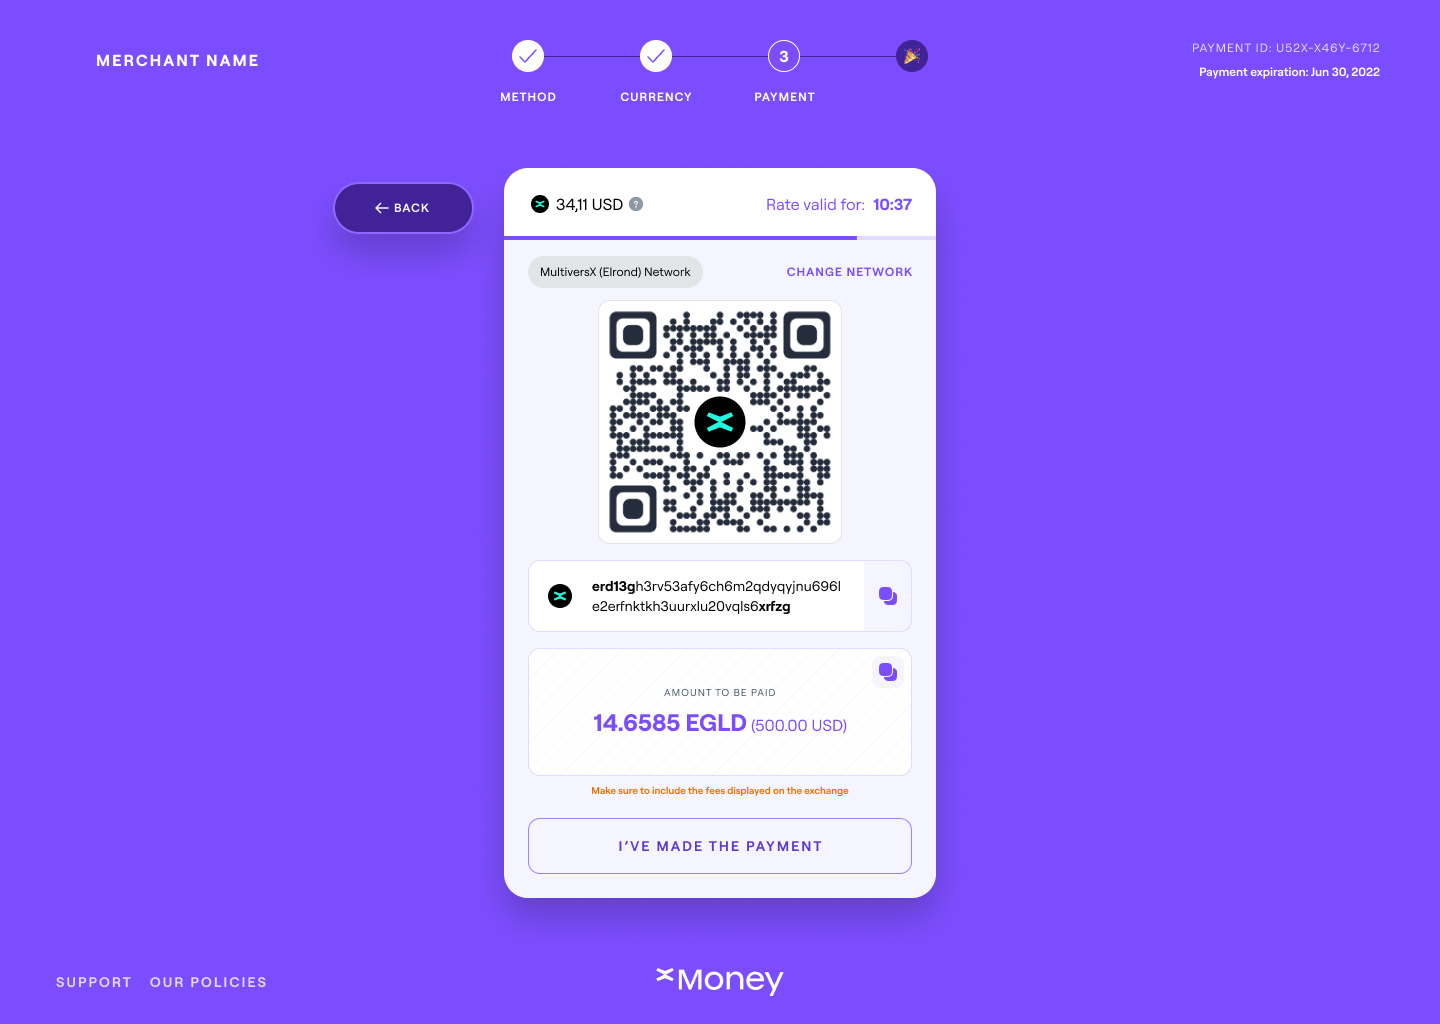 MERCHANT NAME
3
METHOD
CURRENCY
PAYMENT
PAYMENT ID: U52X-X46Y-6712
Payment expiration: Jun 30, 2022
BACK
34,11 USD ?
Rate valid for: 10:37
MultiversX (Elrond) Network
CHANGE NETWORK
erd13gh3rv53afy6ch6m2qdyqyjnu696l
e2erfnktkh3uurxlu20vqls6xrfzg
AMOUNT TO BE PAID
14.6585 EGLD (500.00 USD)
Make sure to include the fees displayed on the exchange
I’VE MADE THE PAYMENT
SUPPORT
OUR POLICIES
xMoney